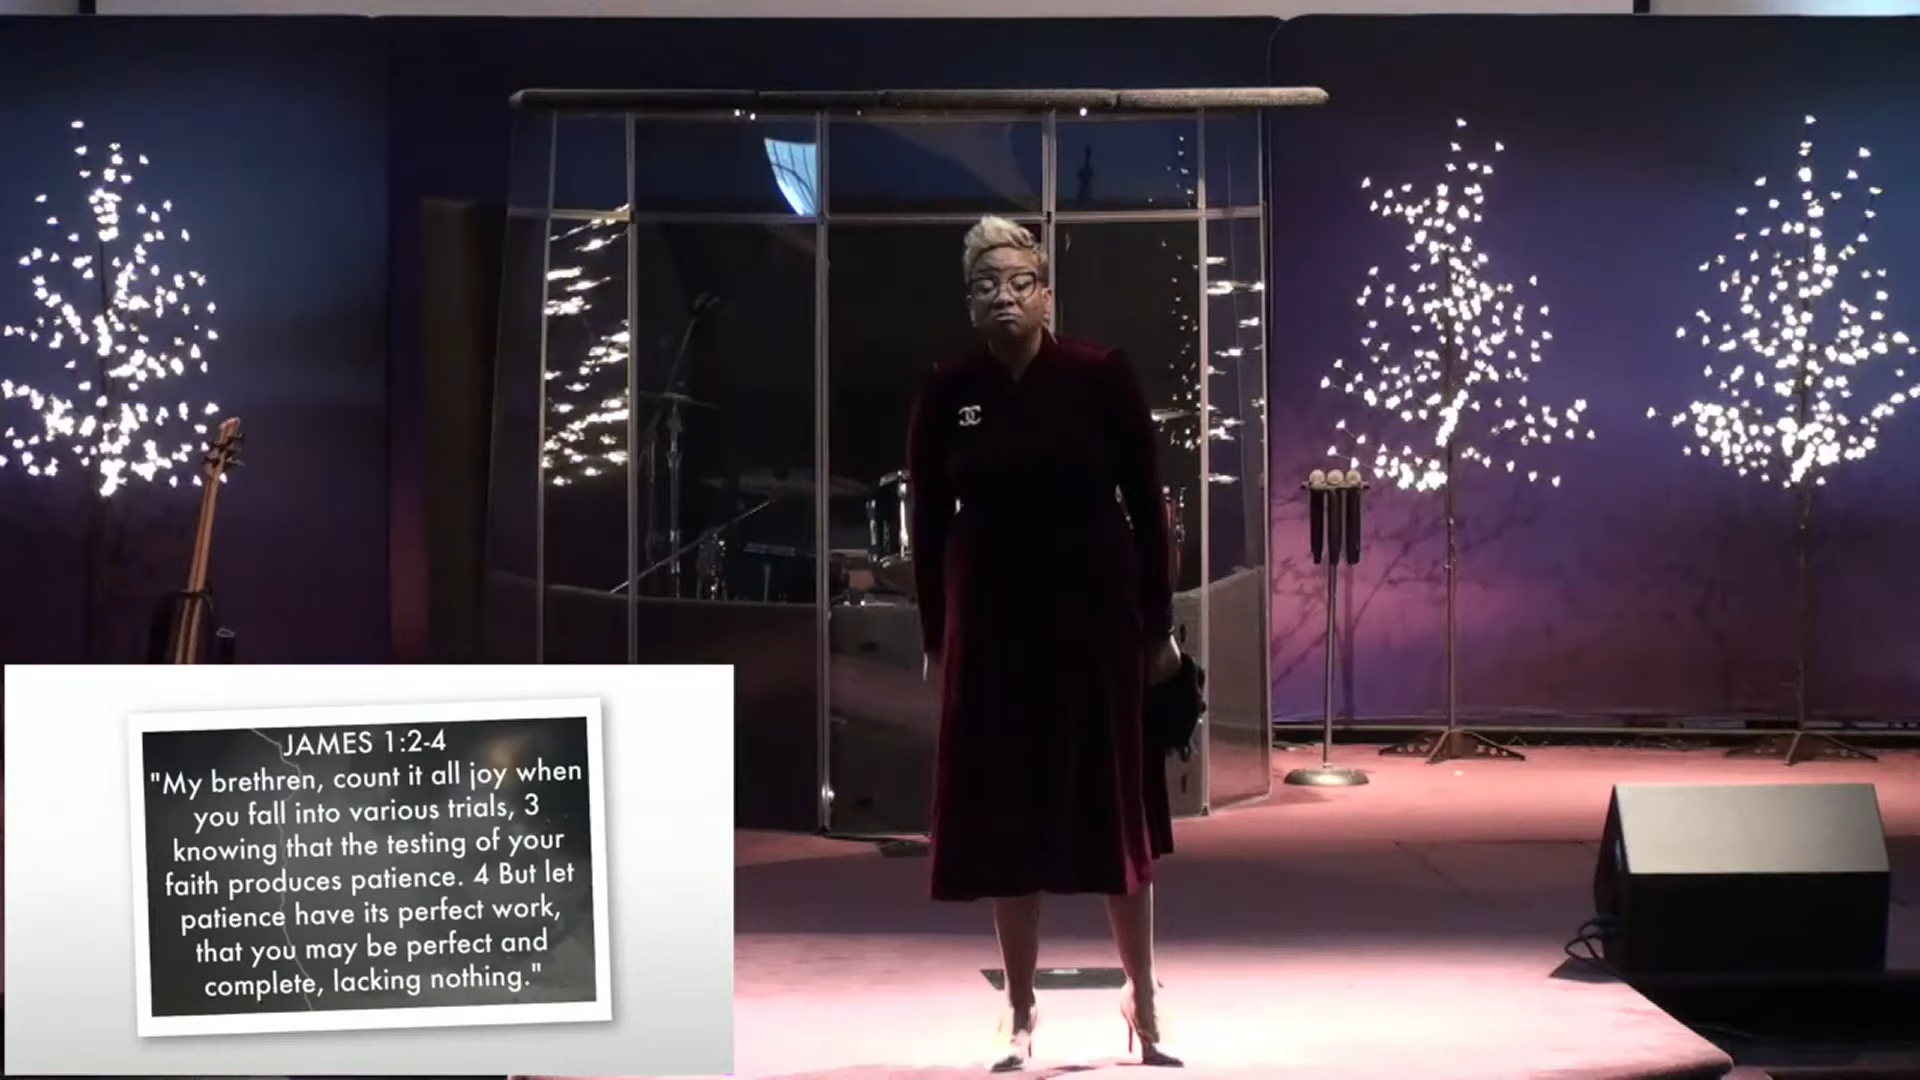 JAMES 1:2-4
"My brethren, count it all joy when
you fall into various trials, 3
knowing that the testing of your
faith produces patience. 4 But let
patience have its perfect work,
that you may be perfect and
complete, lacking nothing."